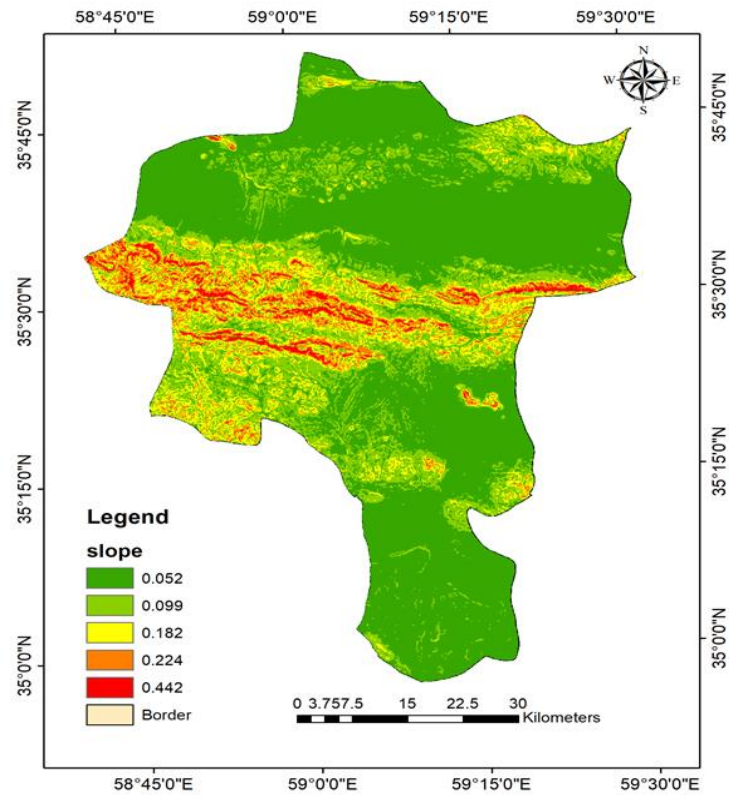 58°45'0"E 59°0'0"E 59°15'0"E 59°30'0"E
N
W E
S
35°45'0"N 35°45'0"N
35°30'0"N 35°30'0"N
35°15'0"N 35°15'0"N
35°0'0"N 35°0'0"N
Legend
slope
0.052
0.099
0.182
0.224
0.442
Border
0 3.757.5 15 22.5 30
Kilometers
58°45'0"E 59°0'0"E 59°15'0"E 59°30'0"E